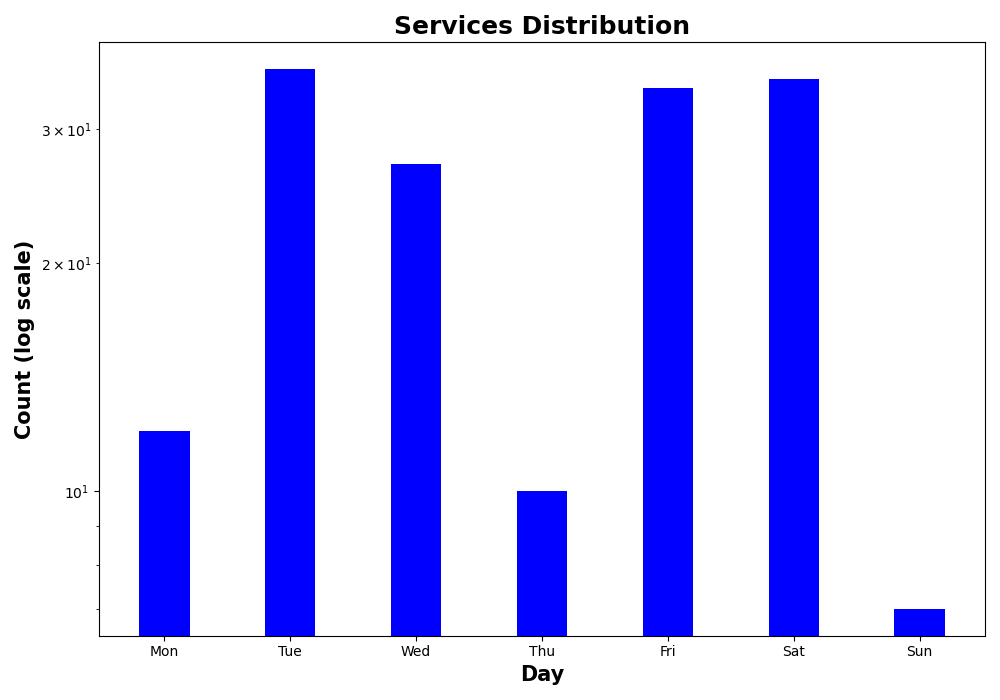 Services Distribution
Count (log scale)
3 × 10¹
2 × 10¹
10¹
Mon Tue Wed Thu Fri Sat Sun
Day